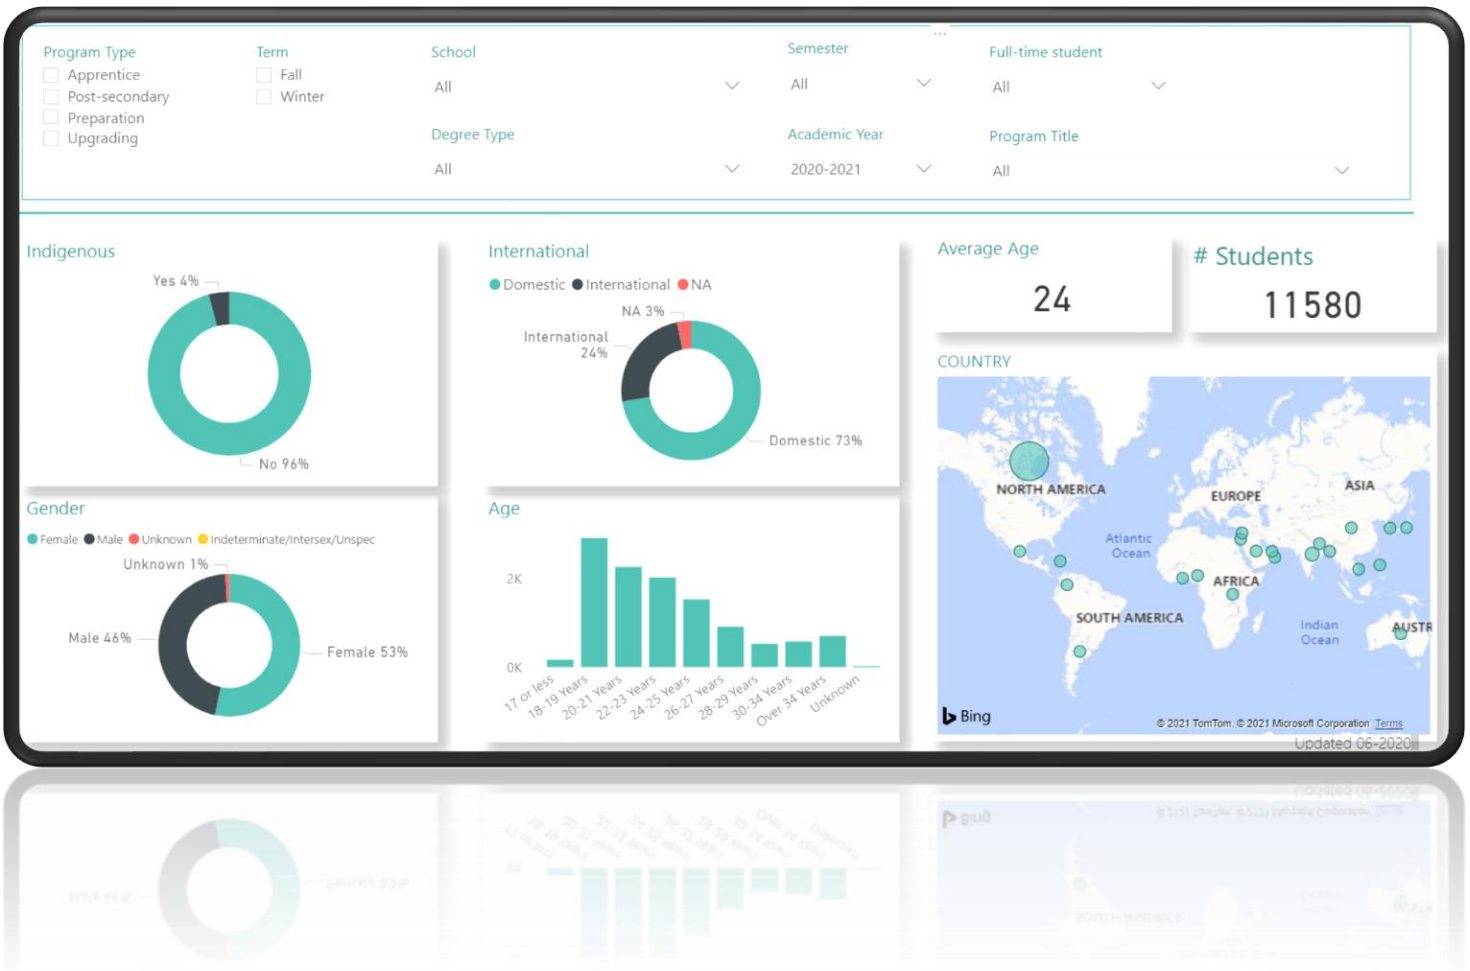 ...
Program Type
Apprentice
Post-secondary
Preparation
Upgrading
Term
Fall
Winter
School
All
Degree Type
All
Semester
All
Academic Year
2020-2021
Full-time student
All
Program Title
All
Indigenous
Yes 4%
No 96%
International
Domestic International NA
NA 3%
International
24%
Domestic 73%
Average Age
24
# Students
11580
Gender
Female Male Unknown Indeterminate/Intersex/Unspec
Unknown 1%
Male 46%
Female 53%
Age
2K
0K
17 or less
18-19 Years
20-21 Years
22-23 Years
24-25 Years
26-27 Years
28-29 Years
30-34 Years
Over 34 Years
Unknown
COUNTRY
NORTH AMERICA
EUROPE
ASIA
Atlantic
Ocean
AFRICA
SOUTH AMERICA
Indian
Ocean
AUSTR
Bing
© 2021 TomTom, © 2021 Microsoft Corporation Terms
Updated 06-2020